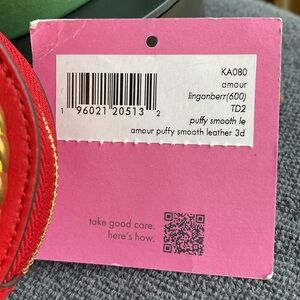 KA080
amour
lingonberr(600)
TD2
1 96021 20513 2
puffy smooth le
amour puffy smooth leather 3d
take good care.
here's how.